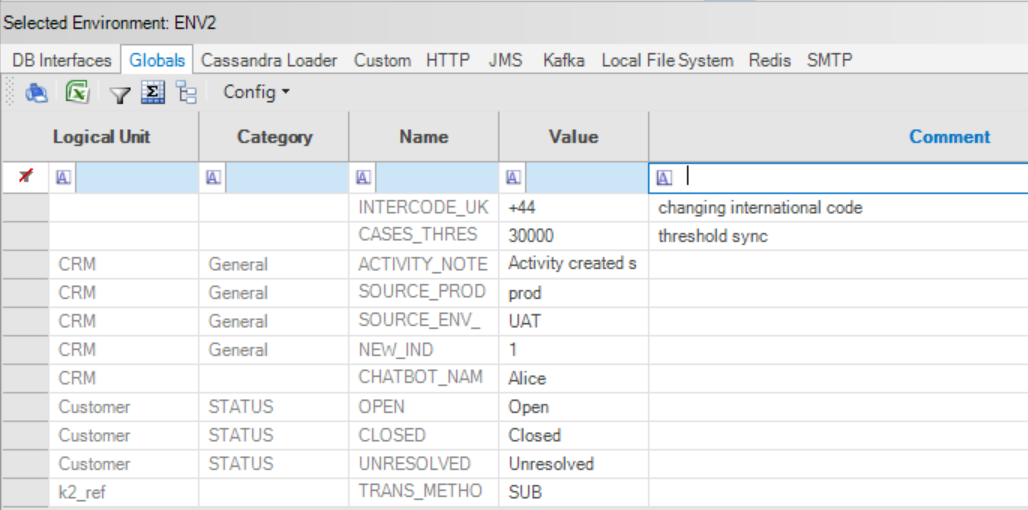 Selected Environment: ENV2
DB Interfaces Globals Cassandra Loader Custom HTTP JMS Kafka Local File System Redis SMTP
Config
Logical Unit Category Name Value Comment
A A A A A
INTERCODE_UK +44 changing international code
CASES_THRES 30000 threshold sync
CRM General ACTIVITY_NOTE Activity created s
CRM General SOURCE_PROD prod
CRM General SOURCE_ENV_ UAT
CRM General NEW_IND 1
CRM CHATBOT_NAM Alice
Customer STATUS OPEN Open
Customer STATUS CLOSED Closed
Customer STATUS UNRESOLVED Unresolved
k2_ref TRANS_METHO SUB